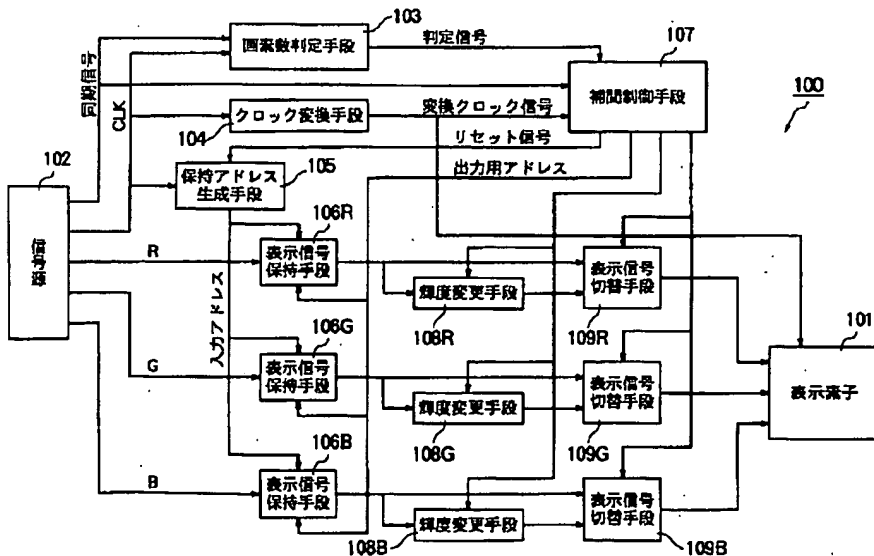 103
画素数判定手段
判定信号
107
補間制御手段
100
同期信号
CLK
クロック変換手段
104
変換クロック信号
リセット信号
出力用アドレス
102
信号源
保持アドレス
生成手段
105
入力アドレス
R
106R
表示信号
保持手段
輝度変更手段
108R
表示信号
切替手段
109R
101
表示素子
G
106G
表示信号
保持手段
輝度変更手段
108G
表示信号
切替手段
109G
B
106B
表示信号
保持手段
輝度変更手段
108B
表示信号
切替手段
109B